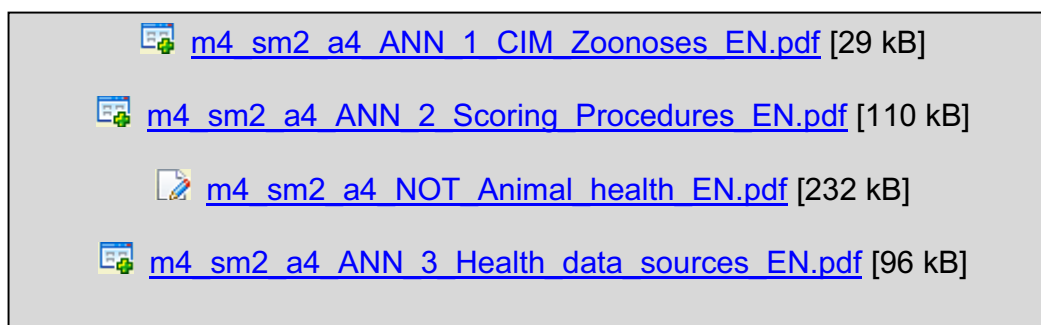 m4_sm2_a4_ANN_1_CIM_Zoonoses_EN.pdf [29 kB]
m4_sm2_a4_ANN_2_Scoring_Procedures_EN.pdf [110 kB]
m4_sm2_a4_NOT_Animal_health_EN.pdf [232 kB]
m4_sm2_a4_ANN_3_Health_data_sources_EN.pdf [96 kB]